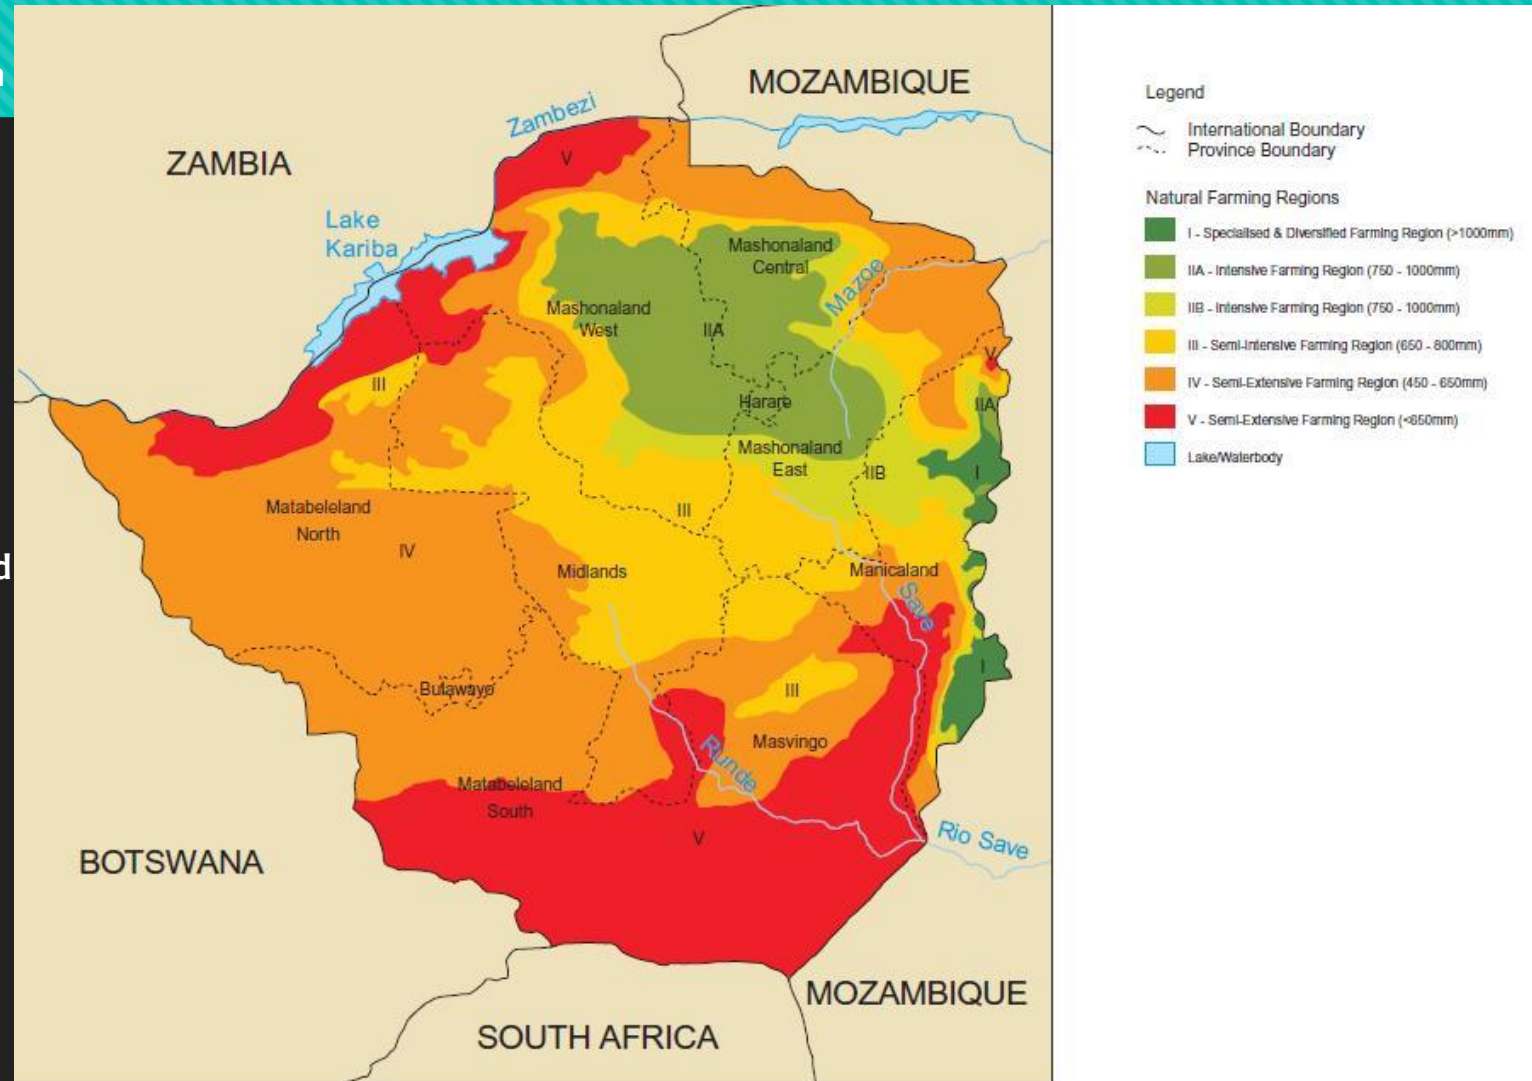 MOZAMBIQUE
Zambezi
ZAMBIA
V
Lake
Kariba
Mashonaland
Central
Mazoe
Mashonaland
West
IIA
V
III
Harare
IIA
Mashonaland
East
IIB
I
Matabeleland
North
III
IV
Midlands
Manicaland
Save
I
Bulawayo
III
Masvingo
Runde
Matabeleland
South
V
Rio Save
BOTSWANA
MOZAMBIQUE
SOUTH AFRICA
Legend
International Boundary
Province Boundary
Natural Farming Regions
I - Specialised & Diversified Farming Region (>1000mm)
IIA - Intensive Farming Region (750 - 1000mm)
IIB - Intensive Farming Region (750 - 1000mm)
III - Semi-Intensive Farming Region (650 - 800mm)
IV - Semi-Extensive Farming Region (450 - 650mm)
V - Semi-Extensive Farming Region (<650mm)
Lake/Waterbody
d